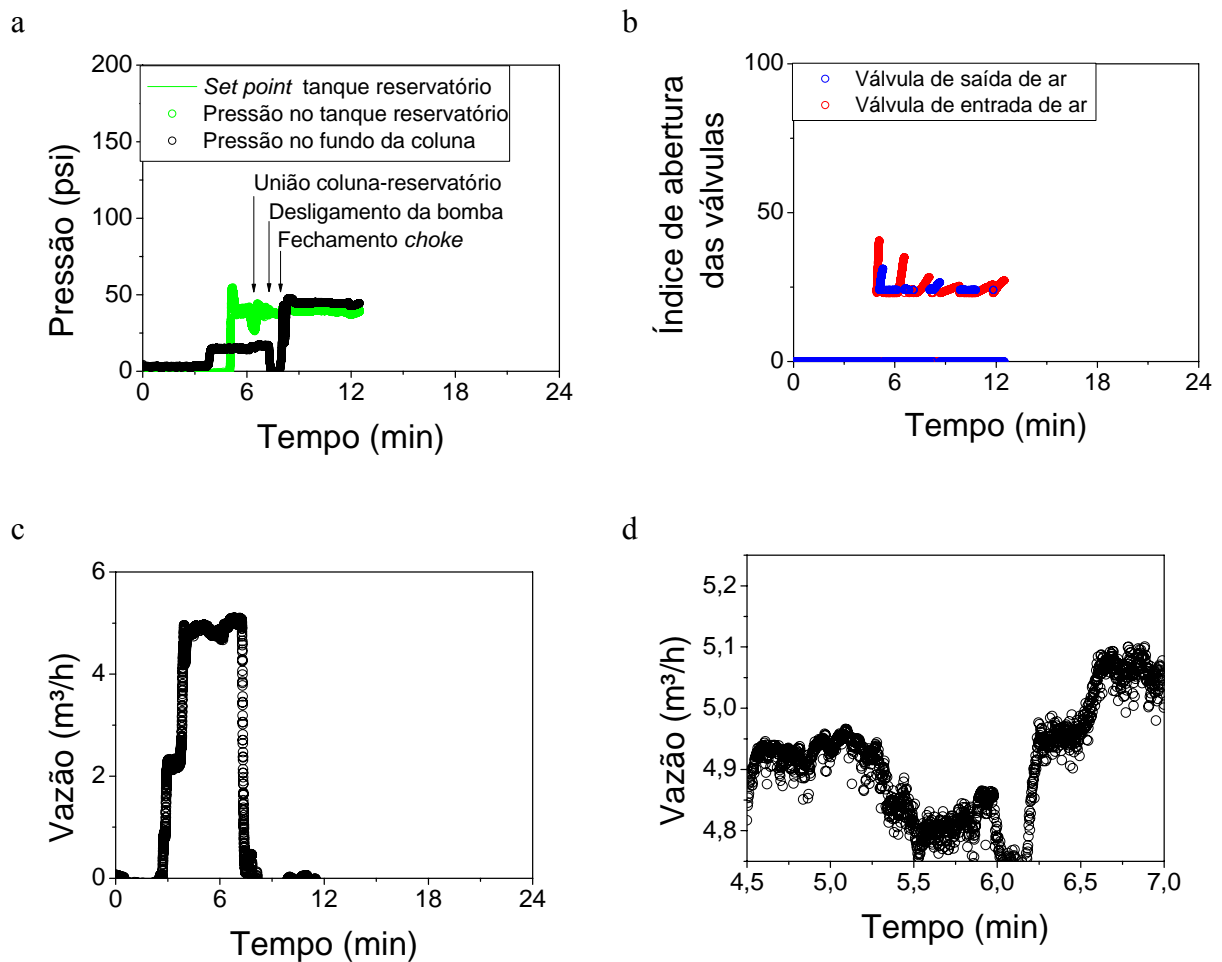 a
200
150
100
50
0
Pressão (psi)
Set point tanque reservatório
Pressão no tanque reservatório
Pressão no fundo da coluna
União coluna-reservatório
Desligamento da bomba
Fechamento choke
0 6 12 18 24
Tempo (min)
b
100
50
0
Índice de abertura
das válvulas
Válvula de saída de ar
Válvula de entrada de ar
0 6 12 18 24
Tempo (min)
c
6
4
2
0
Vazão (m³/h)
0 6 12 18 24
Tempo (min)
d
5,2
5,1
5,0
4,9
4,8
Vazão (m³/h)
4,5 5,0 5,5 6,0 6,5 7,0
Tempo (min)